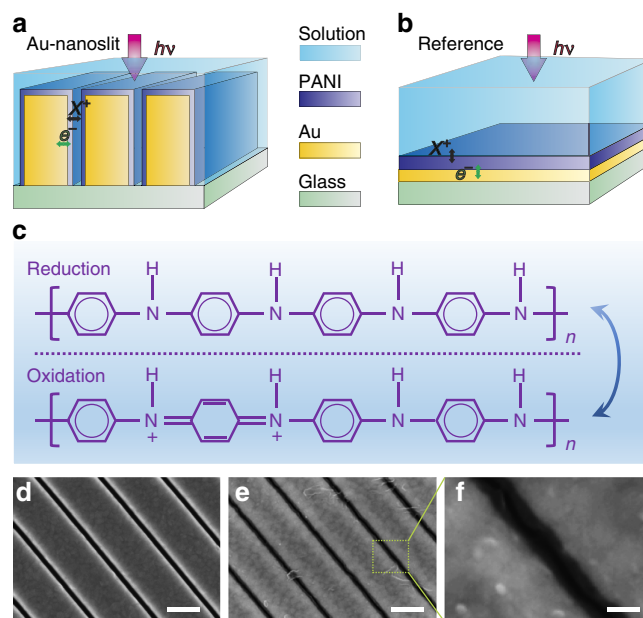 a
Au-nanoslit
hν
X+
e−
Solution
PANI
Au
Glass
b
Reference
hν
X+
e−
c
Reduction
H H H H
N N N N
n
Oxidation
H H H H
N N N N
+ +
n
d
e
f